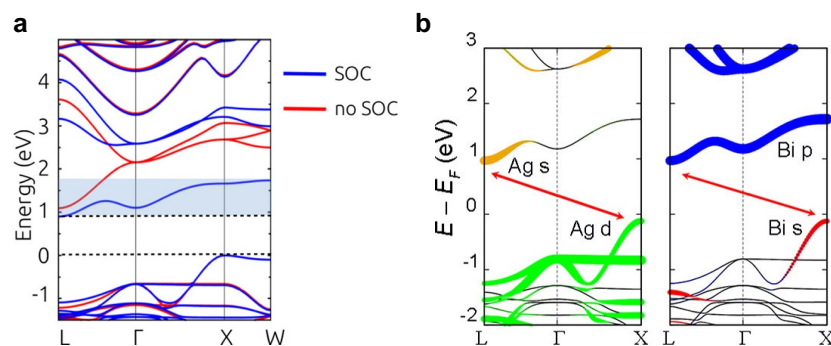 a
Energy (eV)
4
3
2
1
0
-1
L
Γ
X
W
SOC
no SOC
b
E − E_F (eV)
3
2
1
0
-1
-2
Ag s
Ag d
L
Γ
X
Bi p
Bi s
L
Γ
X